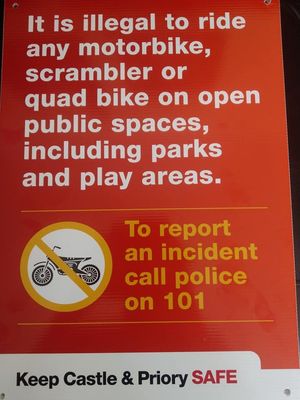 It is illegal to ride
any motorbike,
scrambler or
quad bike on open
public spaces,
including parks
and play areas.
To report
an incident
call police
on 101
Keep Castle & Priory SAFE